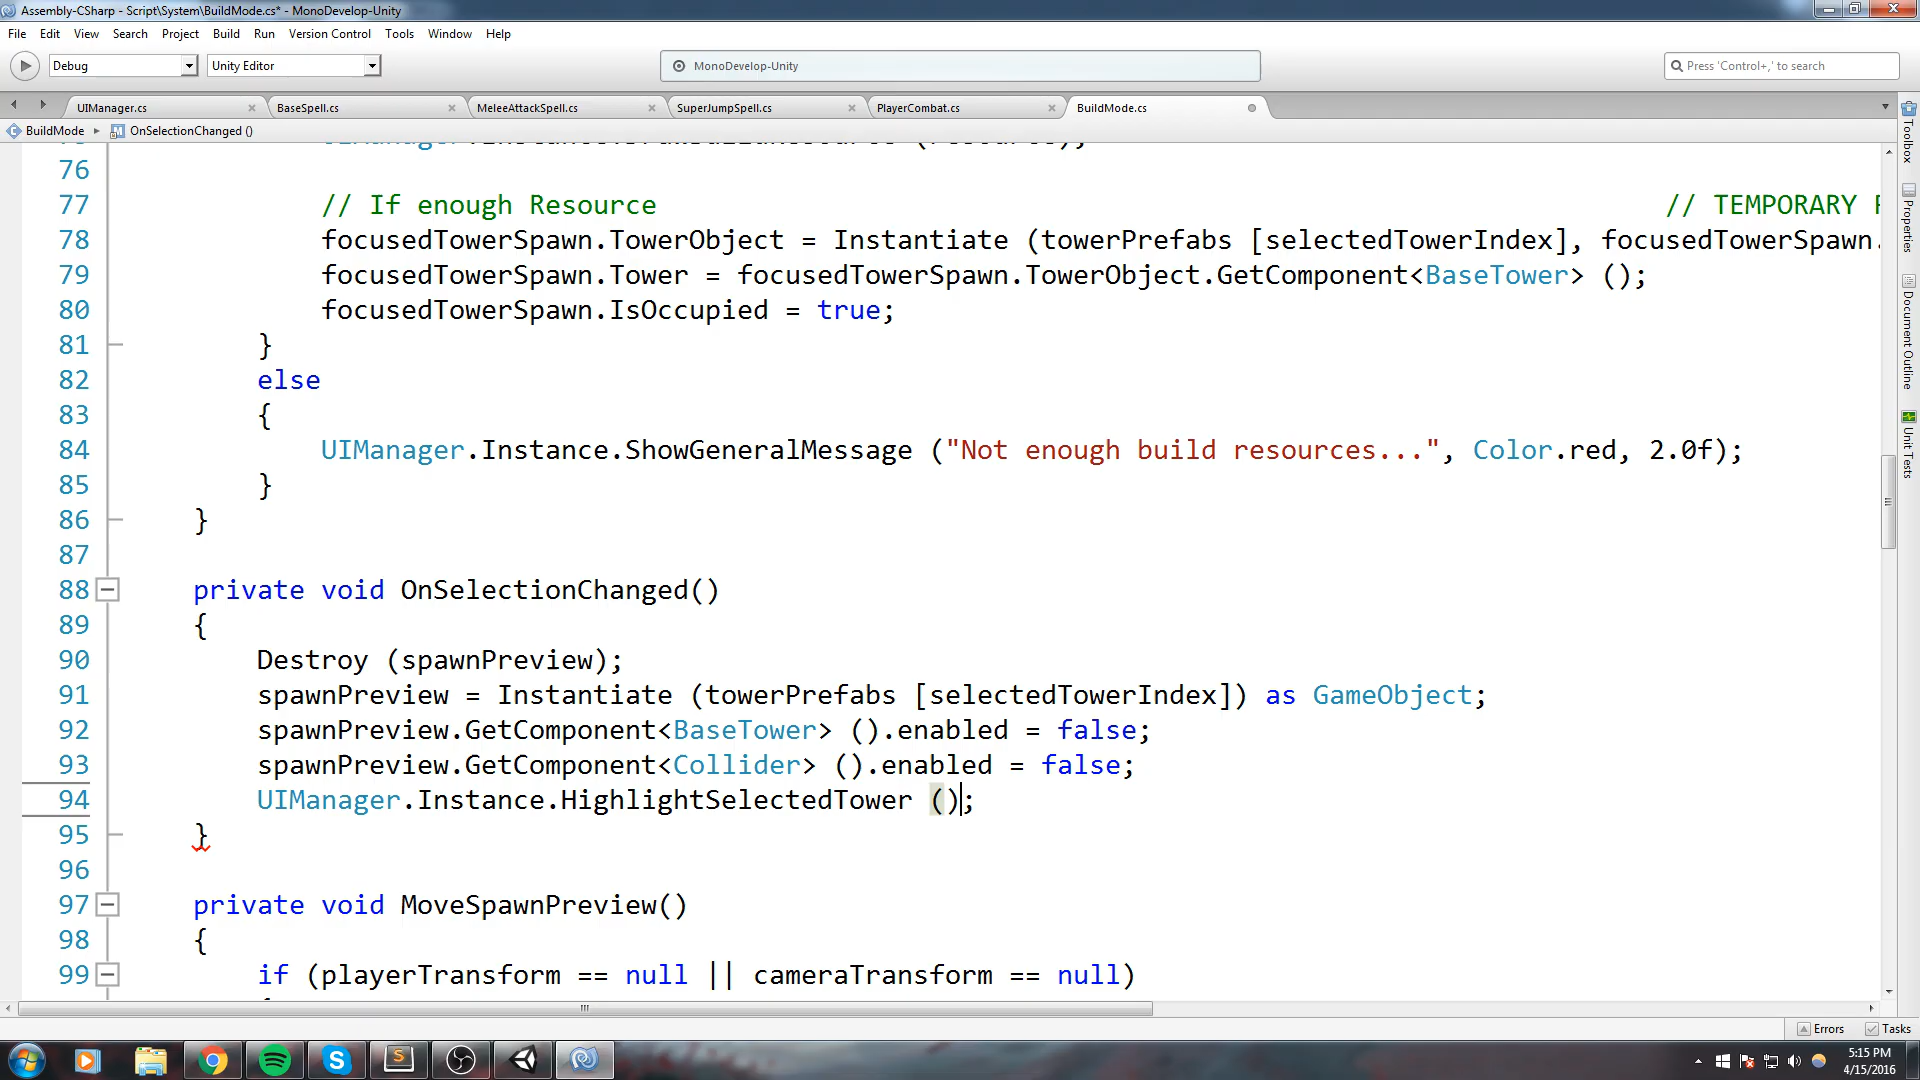 Assembly-CSharp - Script\System\BuildMode.cs* - MonoDevelop-Unity
File Edit View Search Project Build Run Version Control Tools Window Help
Debug Unity Editor MonoDevelop-Unity Press 'Control+,' to search
UIManager.cs BaseSpell.cs MeleeAttackSpell.cs SuperJumpSpell.cs PlayerCombat.cs BuildMode.cs
BuildMode OnSelectionChanged ()
76
77 // If enough Resource // TEMPORARY
78 focusedTowerSpawn.TowerObject = Instantiate (towerPrefabs [selectedTowerIndex], focusedTowerSpawn.
79 focusedTowerSpawn.Tower = focusedTowerSpawn.TowerObject.GetComponent<BaseTower> ();
80 focusedTowerSpawn.IsOccupied = true;
81 }
82 else
83 {
84 UIManager.Instance.ShowGeneralMessage ("Not enough build resources...", Color.red, 2.0f);
85 }
86 }
87
88 private void OnSelectionChanged()
89 {
90 Destroy (spawnPreview);
91 spawnPreview = Instantiate (towerPrefabs [selectedTowerIndex]) as GameObject;
92 spawnPreview.GetComponent<BaseTower> ().enabled = false;
93 spawnPreview.GetComponent<Collider> ().enabled = false;
94 UIManager.Instance.HighlightSelectedTower ();
95 }
96
97 private void MoveSpawnPreview()
98 {
99 if (playerTransform == null || cameraTransform == null)
Toolbox
Properties
Document Outline
Unit Tests
Errors Tasks
5:15 PM
4/15/2016